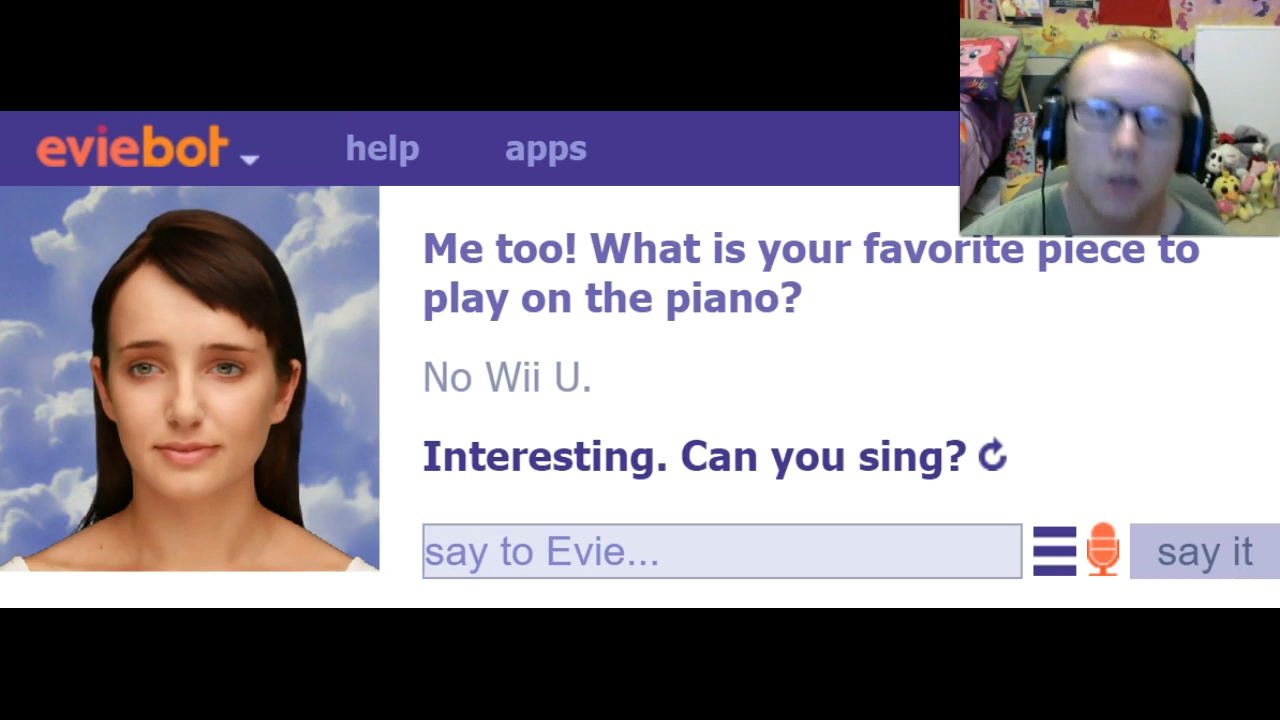 eviebot
help
apps
Me too! What is your favorite piece to
play on the piano?
No Wii U.
Interesting. Can you sing?
say to Evie...
say it